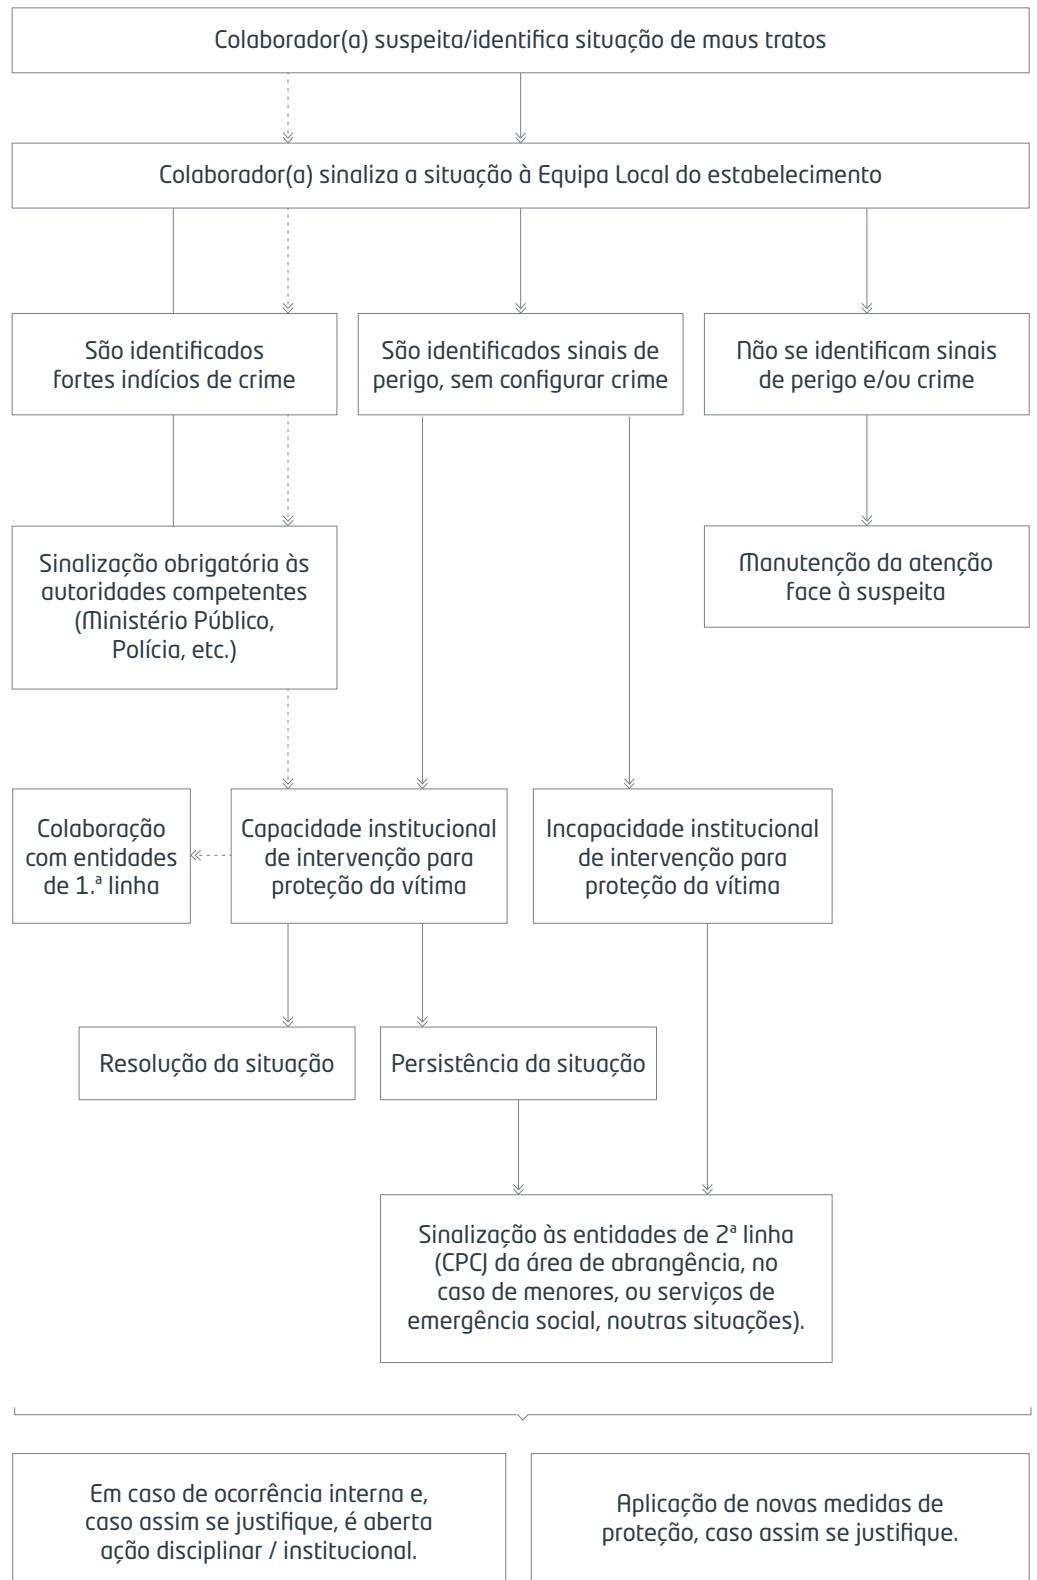 Colaborador(a) suspeita/identifica situação de maus tratos
Colaborador(a) sinaliza a situação à Equipa Local do estabelecimento
São identificados
fortes indícios de crime
São identificados sinais de
perigo, sem configurar crime
Não se identificam sinais
de perigo e/ou crime
Sinalização obrigatória às
autoridades competentes
(Ministério Público,
Polícia, etc.)
Manutenção da atenção
face à suspeita
Colaboração
com entidades
de 1.ª linha
Capacidade institucional
de intervenção para
proteção da vítima
Incapacidade institucional
de intervenção para
proteção da vítima
Resolução da situação
Persistência da situação
Sinalização às entidades de 2ª linha
(CPCJ da área de abrangência, no
caso de menores, ou serviços de
emergência social, noutras situações).
Em caso de ocorrência interna e,
caso assim se justifique, é aberta
ação disciplinar / institucional.
Aplicação de novas medidas de
proteção, caso assim se justifique.